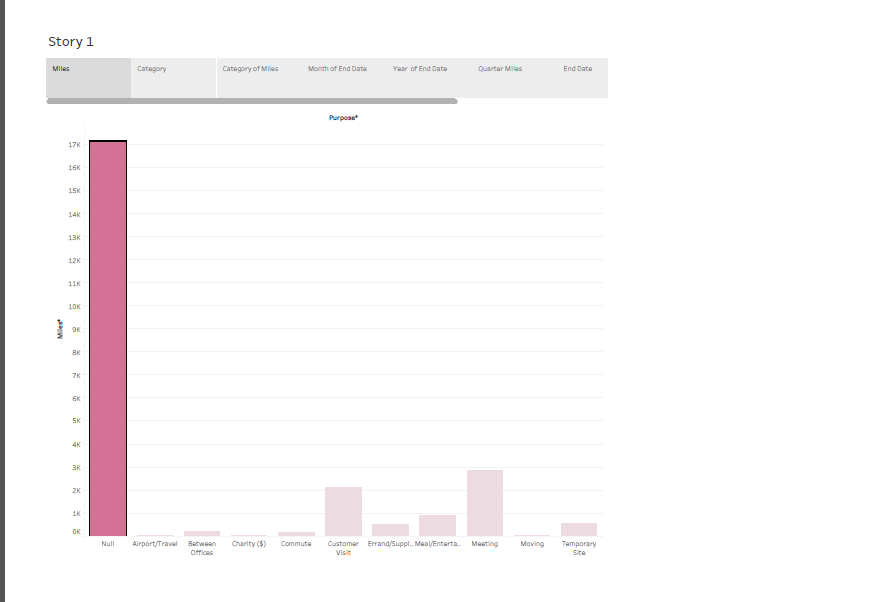 Story 1
Miles
Category
Category of Miles
Month of End Date
Year of End Date
Quarter Miles
End Date
Purpose*
17K
16K
15K
14K
13K
12K
11K
10K
9K
8K
7K
6K
5K
4K
3K
2K
1K
0K
Miles*
Null
Airport/Travel
Between
Offices
Charity ($)
Commute
Customer
Visit
Errand/Suppl..
Meal/Enterta..
Meeting
Moving
Temporary
Site